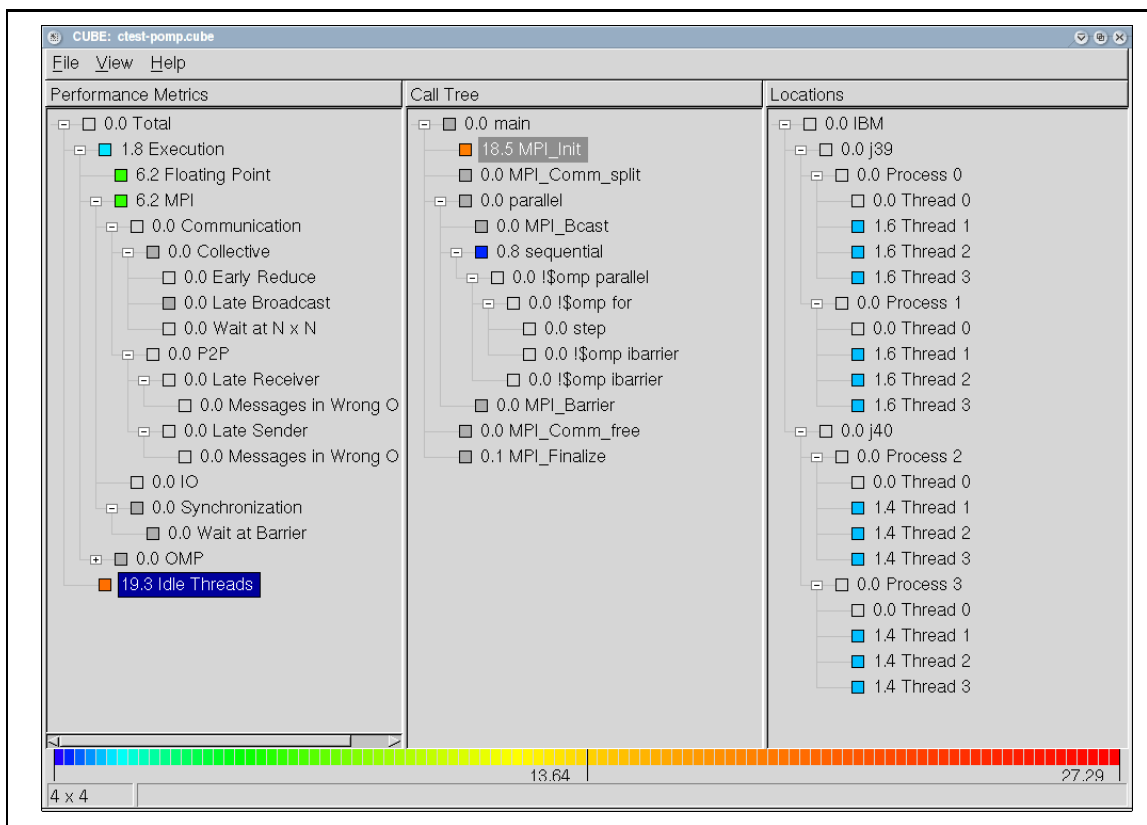 CUBE: ctest-pomp.cube
File View Help
Performance Metrics
0.0 Total
1.8 Execution
6.2 Floating Point
6.2 MPI
0.0 Communication
0.0 Collective
0.0 Early Reduce
0.0 Late Broadcast
0.0 Wait at N x N
0.0 P2P
0.0 Late Receiver
0.0 Messages in Wrong O
0.0 Late Sender
0.0 Messages in Wrong O
0.0 IO
0.0 Synchronization
0.0 Wait at Barrier
0.0 OMP
19.3 Idle Threads
Call Tree
0.0 main
18.5 MPI_Init
0.0 MPI_Comm_split
0.0 parallel
0.0 MPI_Bcast
0.8 sequential
0.0 !$omp parallel
0.0 !$omp for
0.0 step
0.0 !$omp ibarrier
0.0 !$omp ibarrier
0.0 MPI_Barrier
0.0 MPI_Comm_free
0.1 MPI_Finalize
Locations
0.0 IBM
0.0 j39
0.0 Process 0
0.0 Thread 0
1.6 Thread 1
1.6 Thread 2
1.6 Thread 3
0.0 Process 1
0.0 Thread 0
1.6 Thread 1
1.6 Thread 2
1.6 Thread 3
0.0 j40
0.0 Process 2
0.0 Thread 0
1.4 Thread 1
1.4 Thread 2
1.4 Thread 3
0.0 Process 3
0.0 Thread 0
1.4 Thread 1
1.4 Thread 2
1.4 Thread 3
13.64 27.29
4 x 4